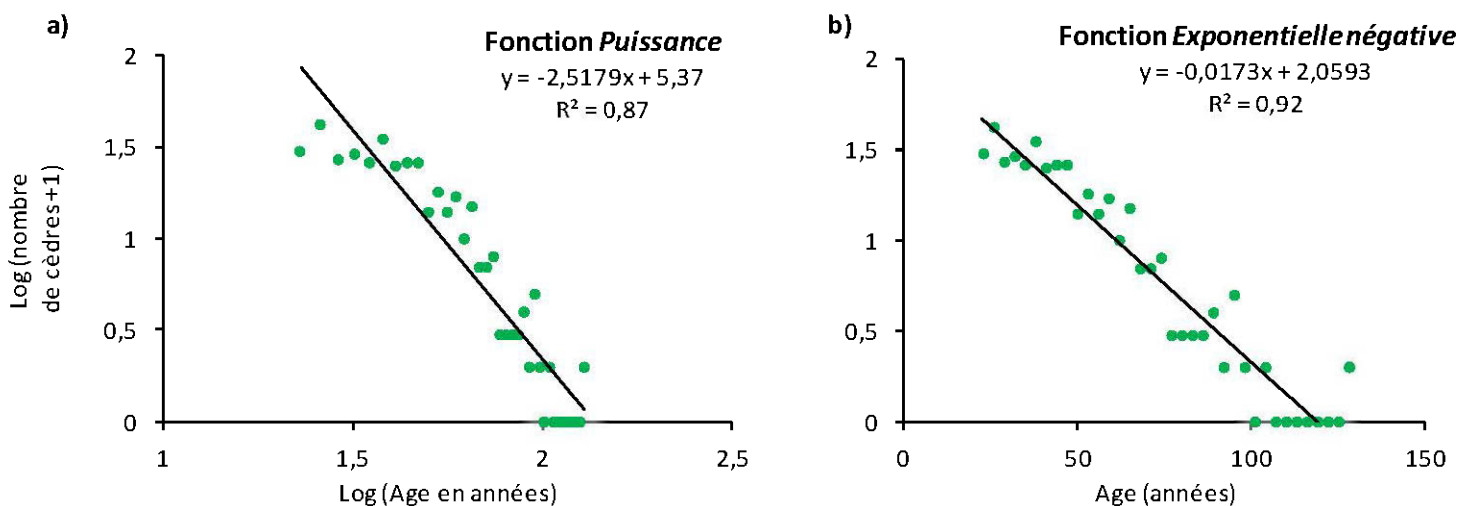 a)
Fonction Puissance
y = -2,5179x + 5,37
R² = 0,87
Log (nombre
de cèdres+1)
2
1,5
1
0,5
0
1
1,5
2
2,5
Log (Age en années)
b)
Fonction Exponentielle négative
y = -0,0173x + 2,0593
R² = 0,92
2
1,5
1
0,5
0
0
50
100
150
Age (années)